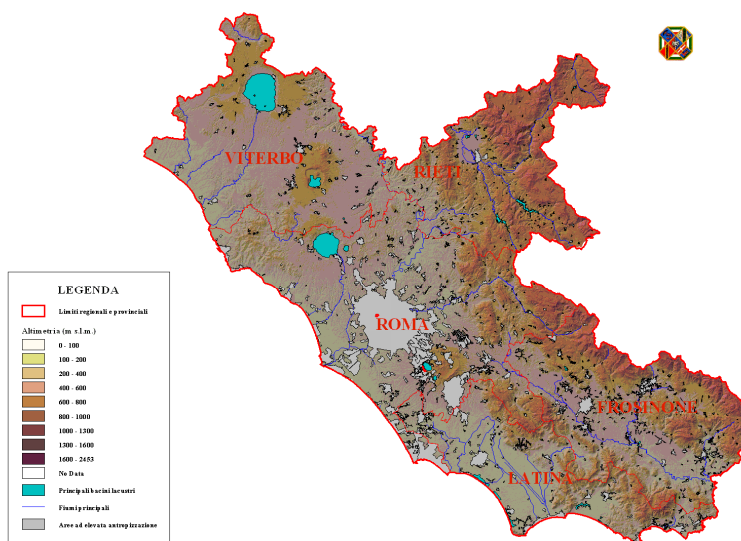 VITERBO
RIETI
ROMA
FROSINONE
LATINA
LEGENDA
Limiti regionali e provinciali
Altimetria (m s.l.m.)
0 - 100
100 - 200
200 - 400
400 - 600
600 - 800
800 - 1000
1000 - 1300
1300 - 1600
1600 - 2453
No Data
Principali bacini lacustri
Fiumi principali
Aree ad elevata antropizzazione